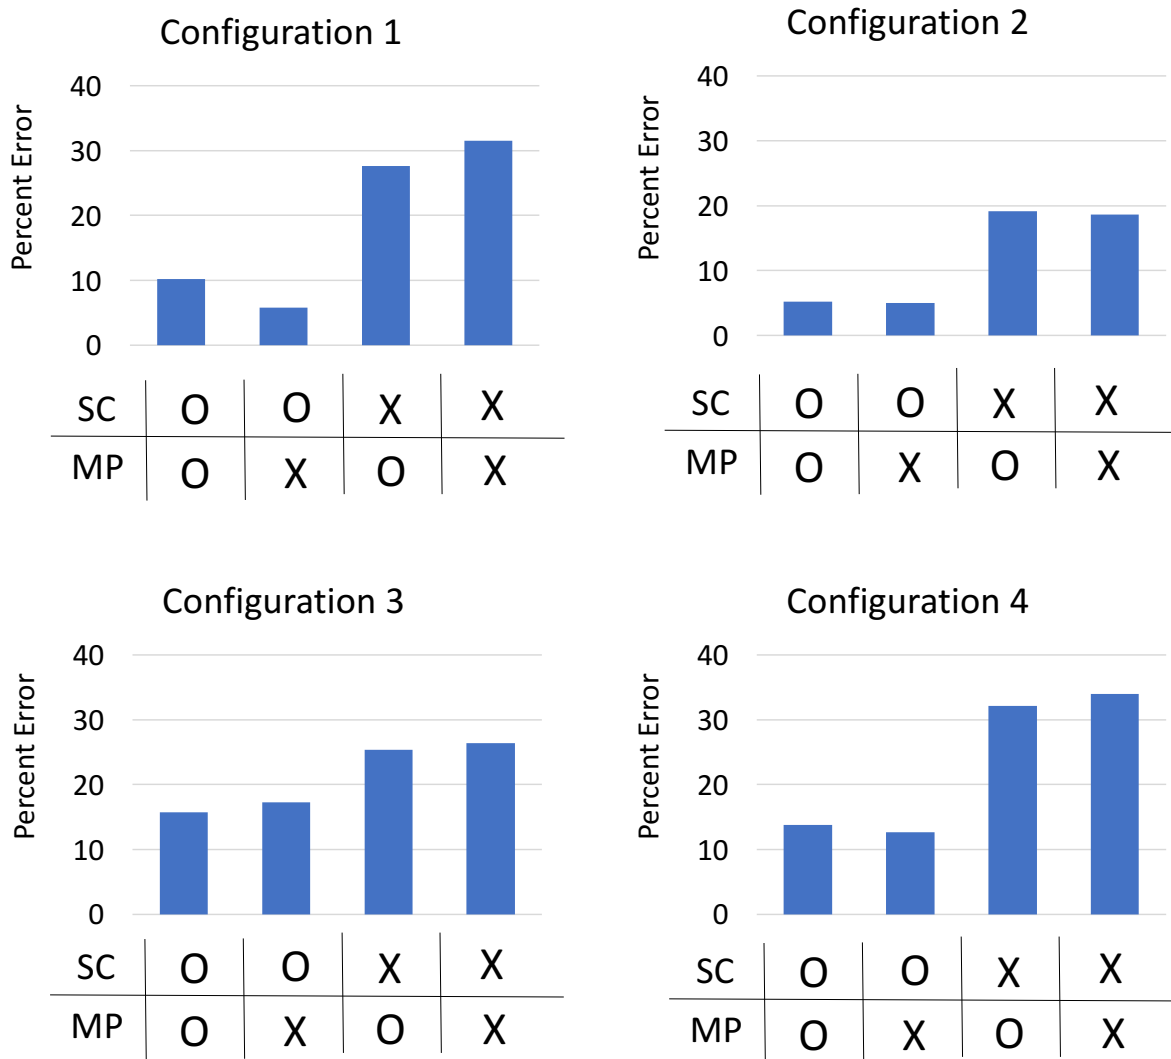 Configuration 1
Percent Error
40
30
20
10
0
SC O O X X
MP O X O X
Configuration 2
Percent Error
40
30
20
10
0
SC O O X X
MP O X O X
Configuration 3
Percent Error
40
30
20
10
0
SC O O X X
MP O X O X
Configuration 4
Percent Error
40
30
20
10
0
SC O O X X
MP O X O X